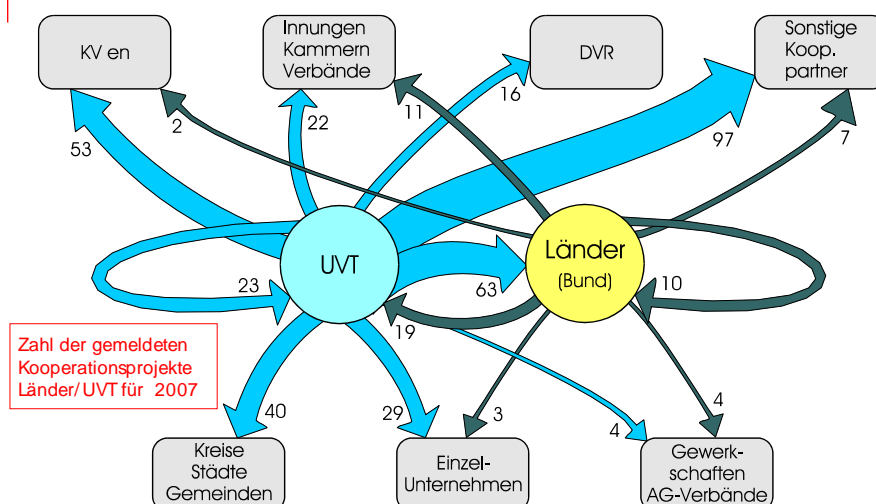 KV en
Innungen
Kammern
Verbände
DVR
Sonstige
Koop.
partner
53
2
22
16
11
97
7
UVT
Länder
(Bund)
23
63
10
19
Zahl der gemeldeten
Kooperationsprojekte
Länder/ UVT für 2007
40
29
3
4
4
Kreise
Städte
Gemeinden
Einzel-
Unternehmen
Gewerk-
schaften
AG-Verbände